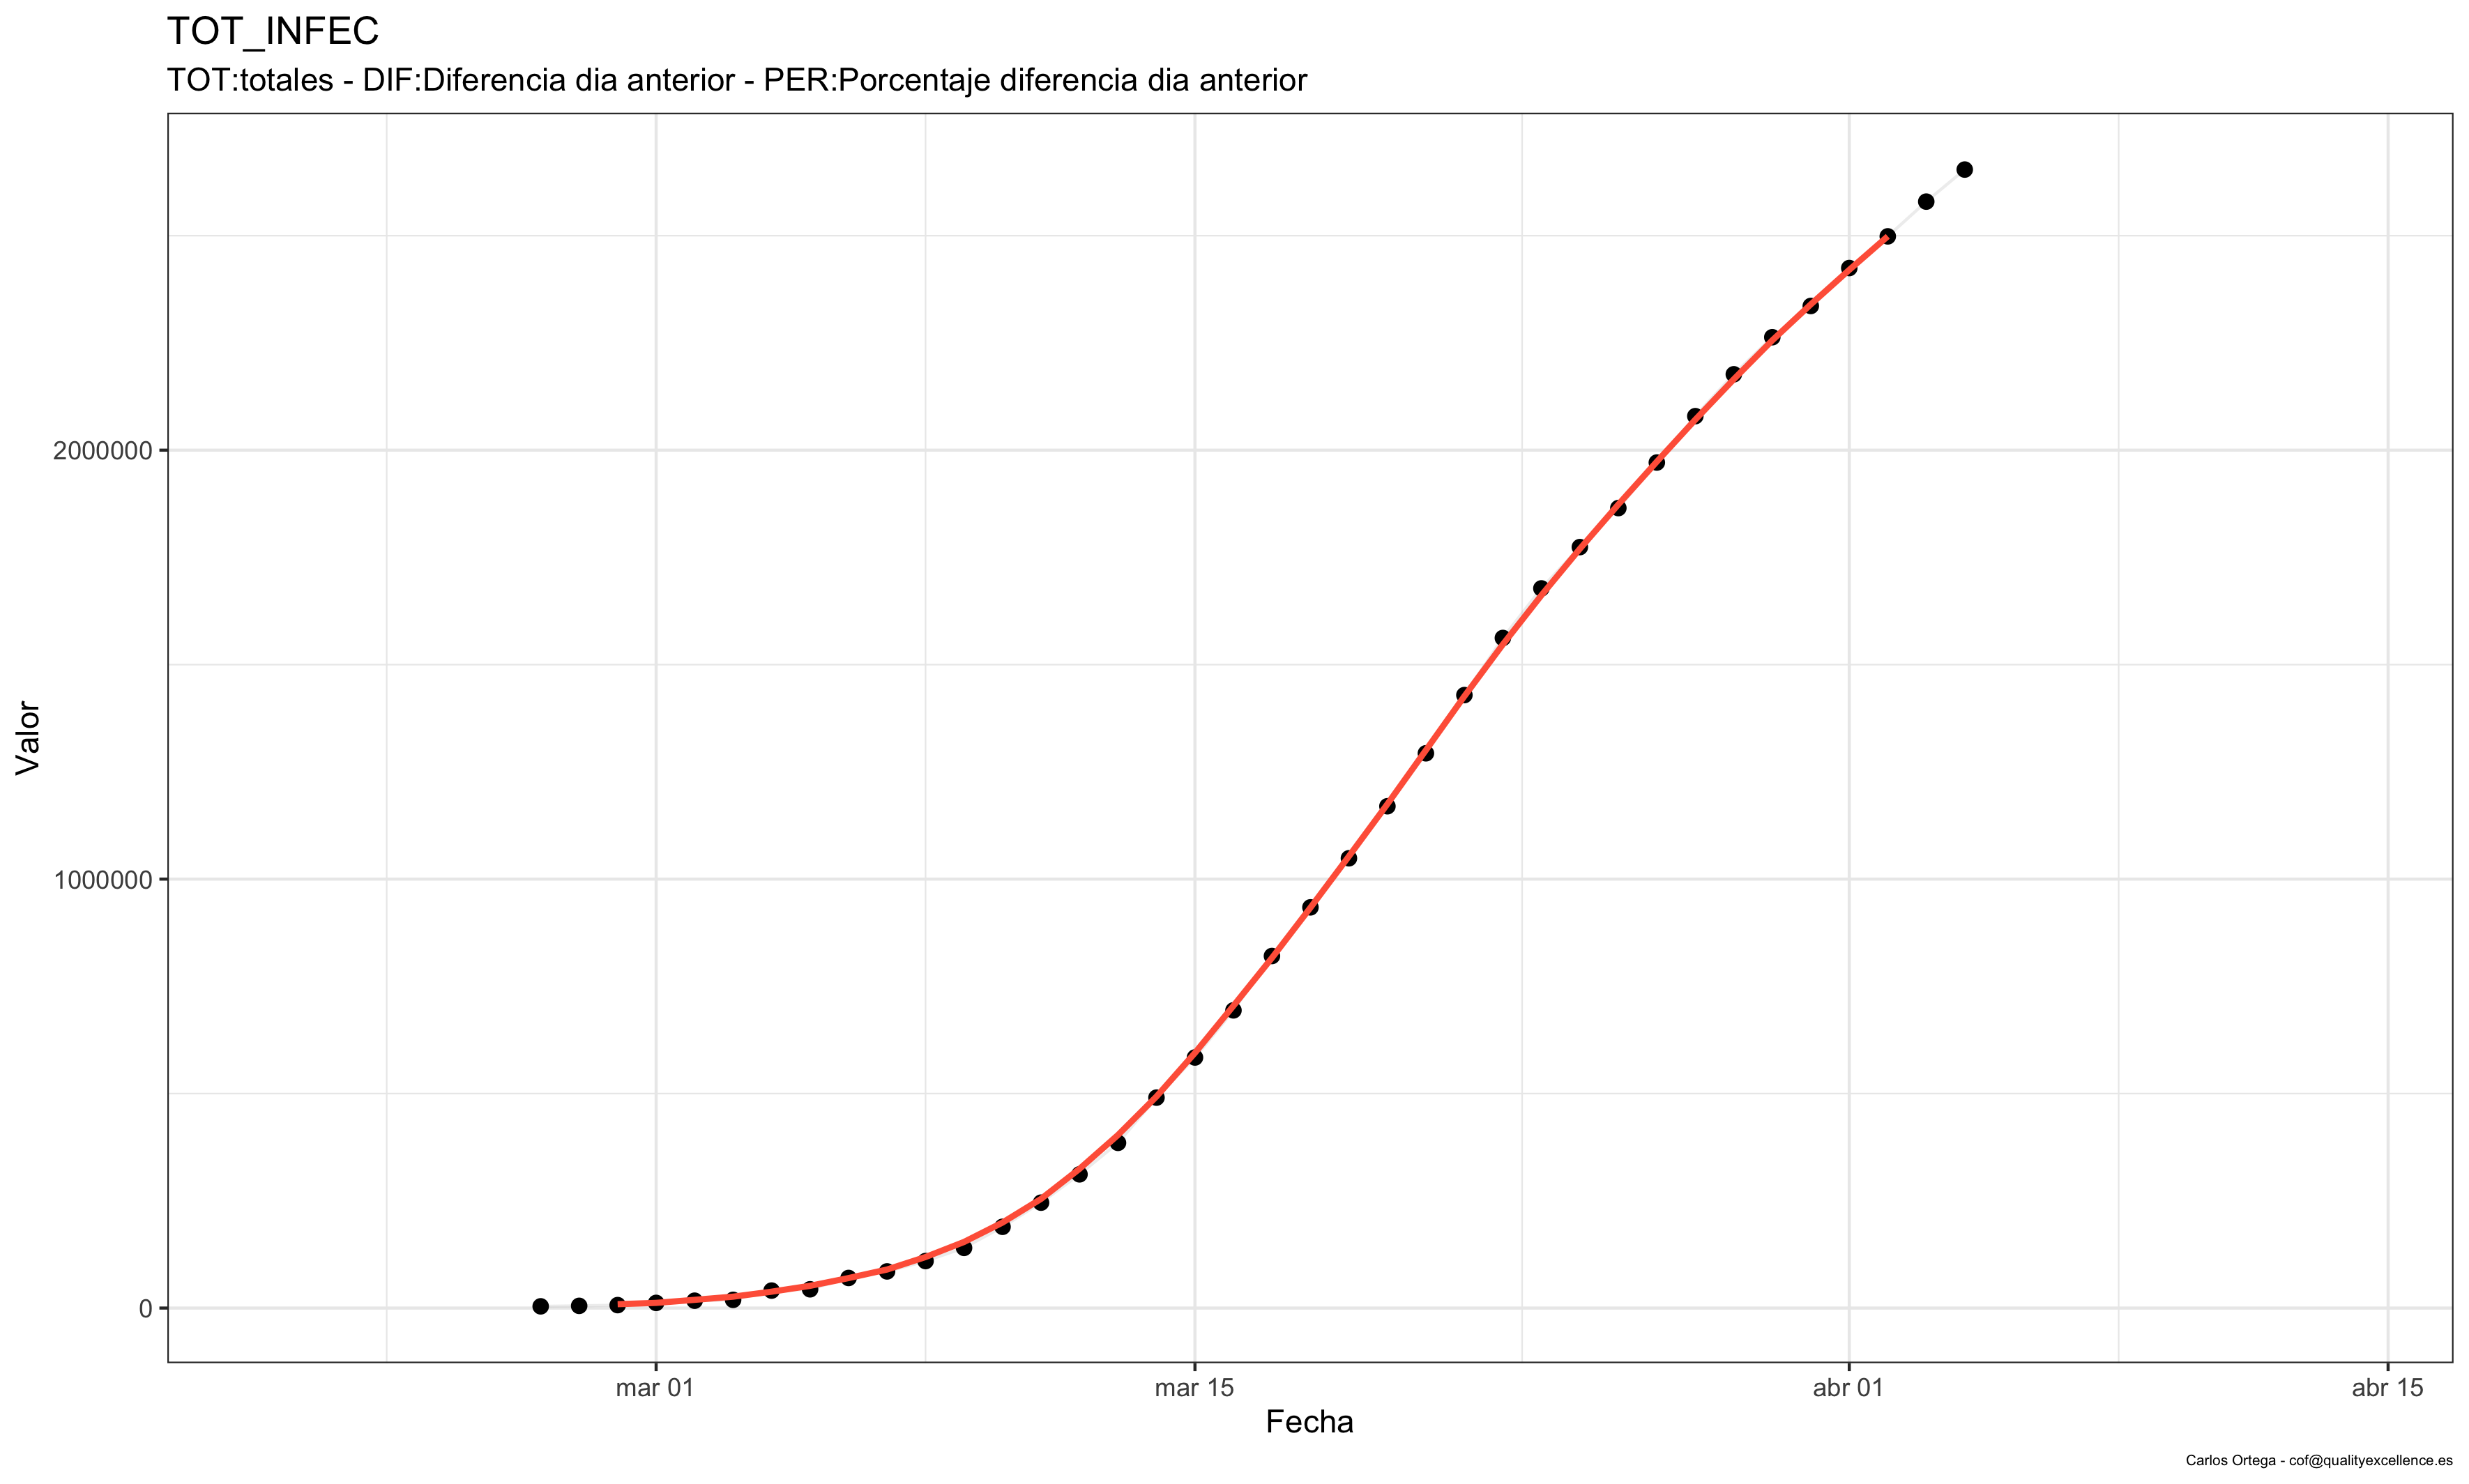 TOT_INFEC
TOT:totales - DIF:Diferencia dia anterior - PER:Porcentaje diferencia dia anterior
Valor
2000000
1000000
0
mar 01
mar 15
abr 01
abr 15
Fecha
Carlos Ortega - cof@qualityexcellence.es